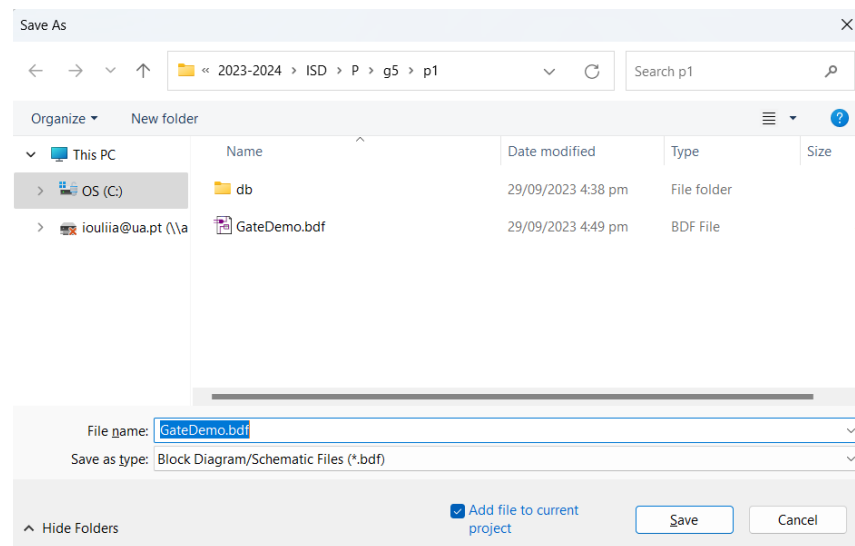 Save As
« 2023-2024 › ISD › P › g5 › p1
Search p1
Organize
New folder
?
Name
Date modified
Type
Size
This PC
OS (C:)
iouliia@ua.pt (\\a
db
29/09/2023 4:38 pm
File folder
GateDemo.bdf
29/09/2023 4:49 pm
BDF File
File name: GateDemo.bdf
Save as type: Block Diagram/Schematic Files (*.bdf)
Add file to current
project
Hide Folders
Save
Cancel